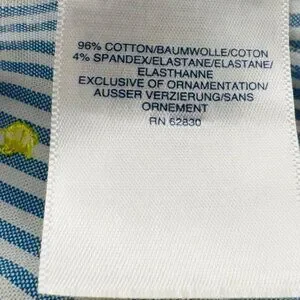 96% COTTON/BAUMWOLLE/COTON
4% SPANDEX/ELASTANE/ELASTANE/
ELASTHANNE
EXCLUSIVE OF ORNAMENTATION/
AUSSER VERZIERUNG/SANS
ORNEMENT
RN 62830